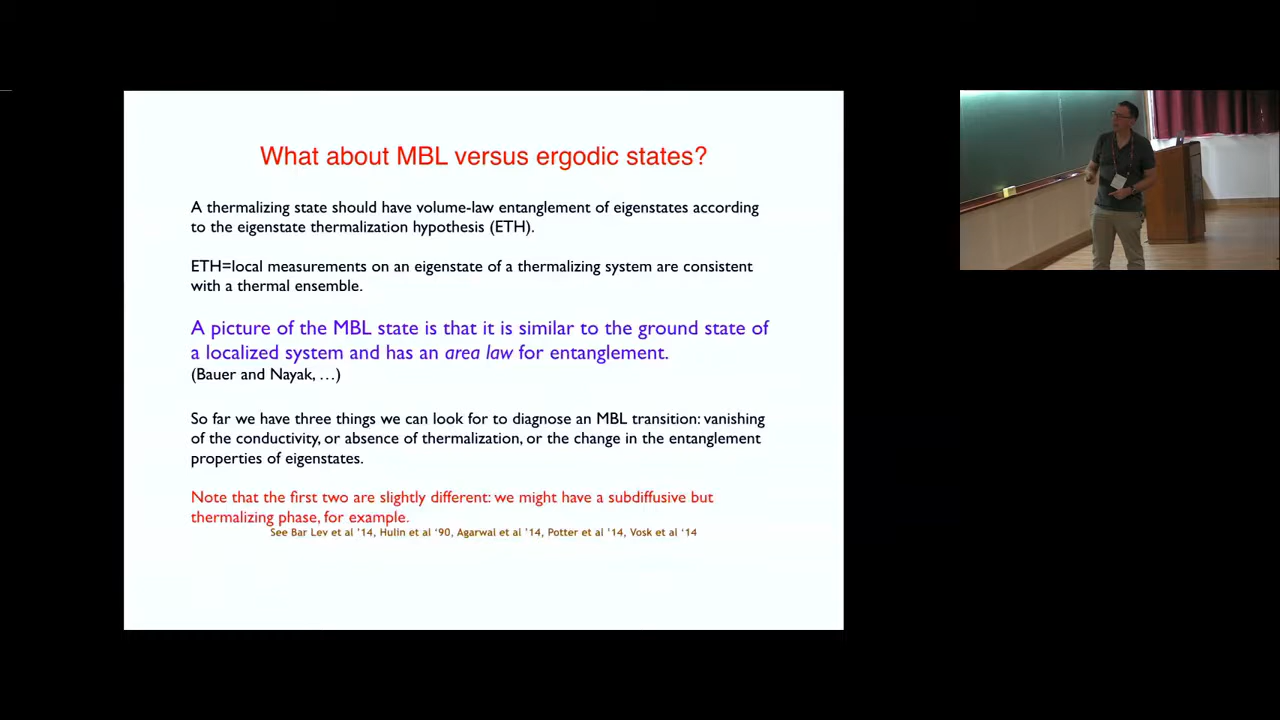 What about MBL versus ergodic states?
A thermalizing state should have volume-law entanglement of eigenstates according
to the eigenstate thermalization hypothesis (ETH).
ETH=local measurements on an eigenstate of a thermalizing system are consistent
with a thermal ensemble.
A picture of the MBL state is that it is similar to the ground state of
a localized system and has an area law for entanglement.
(Bauer and Nayak, …)
So far we have three things we can look for to diagnose an MBL transition: vanishing
of the conductivity, or absence of thermalization, or the change in the entanglement
properties of eigenstates.
Note that the first two are slightly different: we might have a subdiffusive but
thermalizing phase, for example.
See Bar Lev et al '14, Hulin et al '90, Agarwal et al '14, Potter et al '14, Vosk et al '14